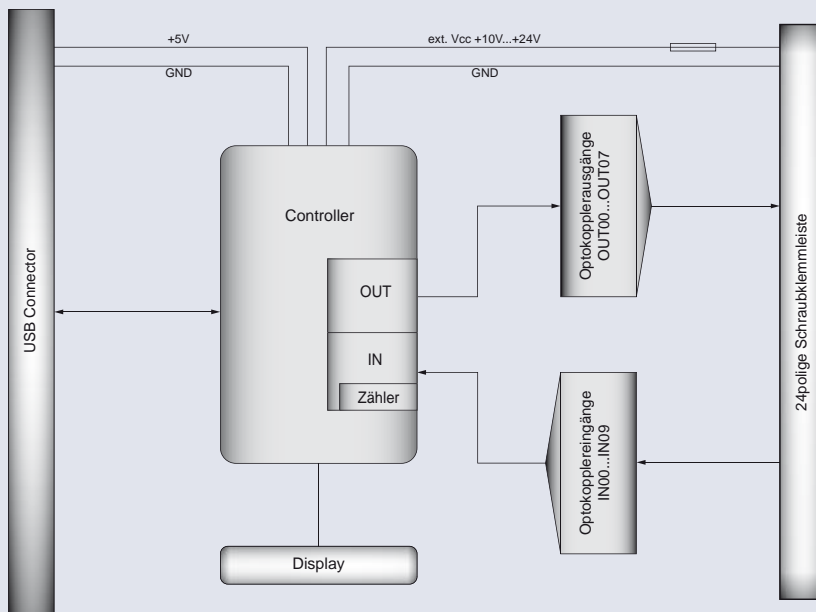 +5V
GND
ext. Vcc +10V...+24V
GND
USB Connector
Controller
OUT
IN
Zähler
Display
Optokopplerausgänge
OUT00...OUT07
Optokopplereingänge
IN00...IN09
24polige Schraubklemmleiste